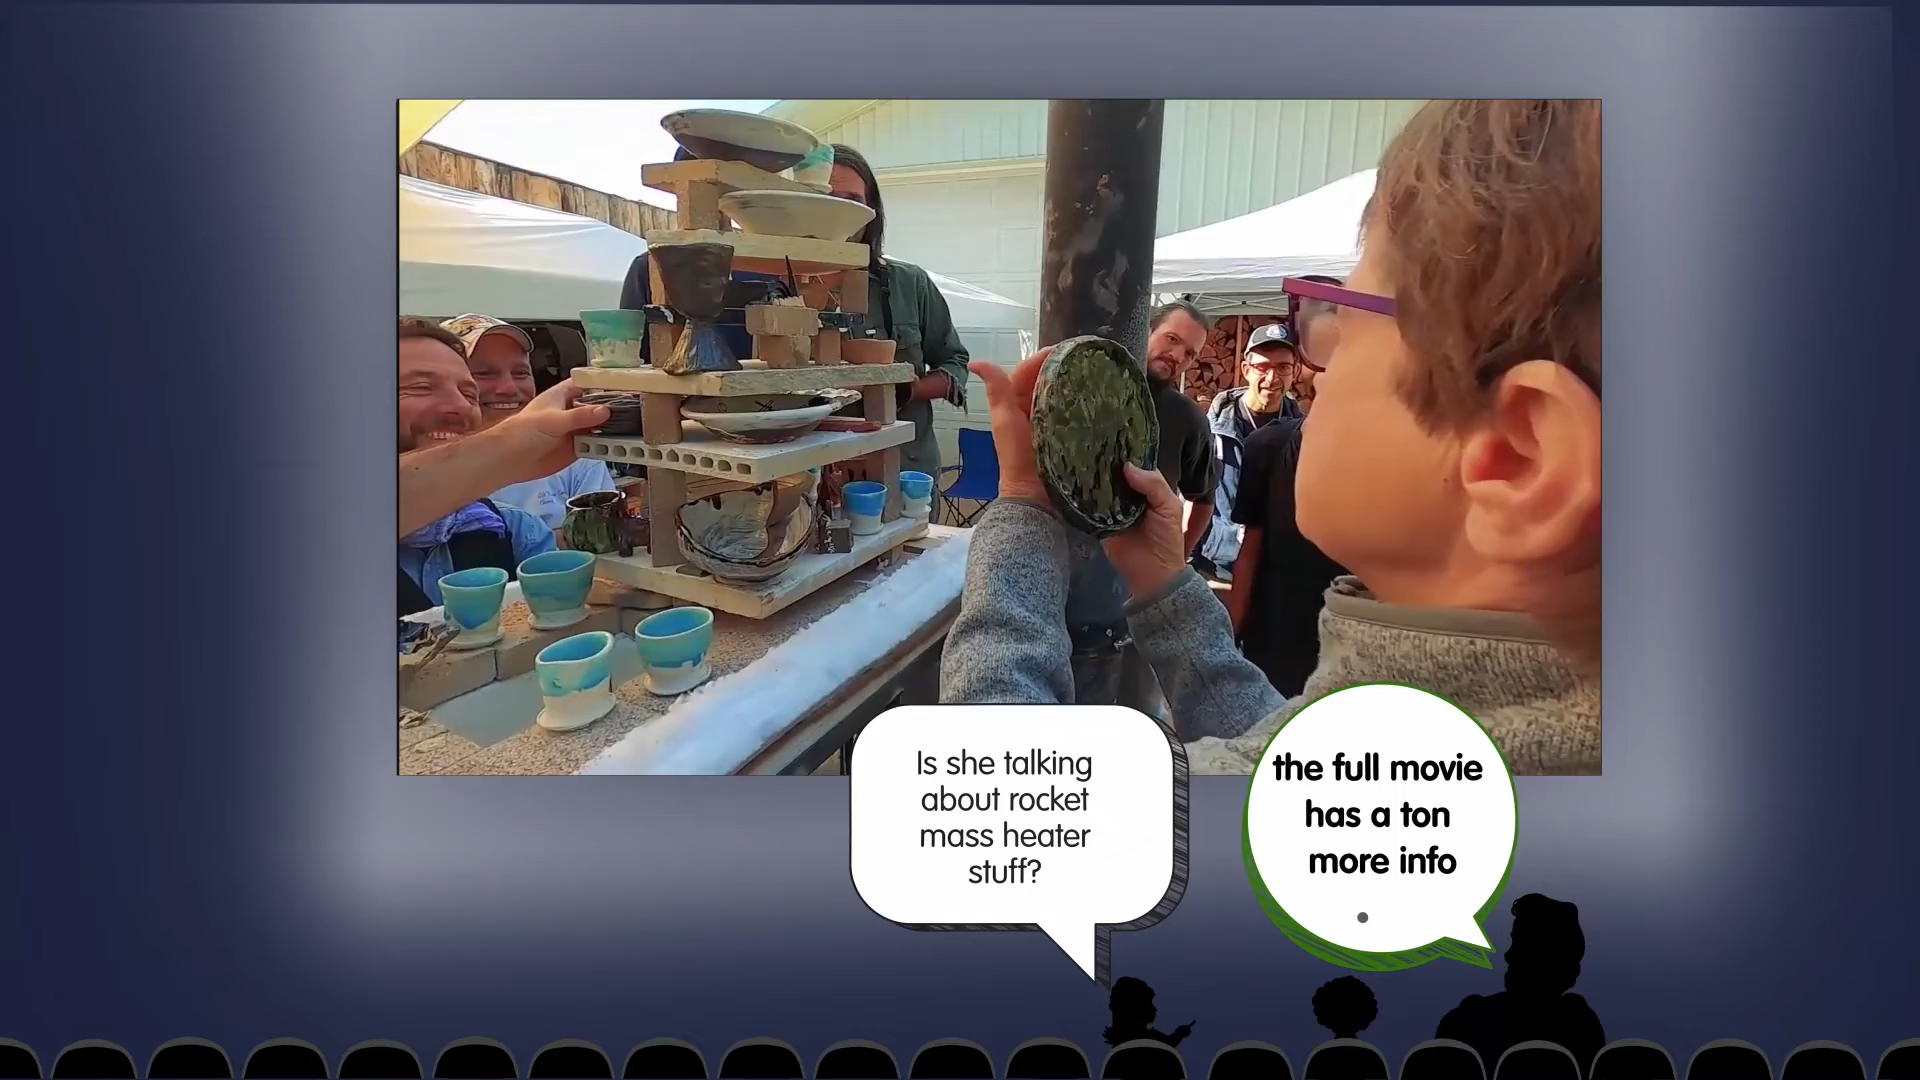 Is she talking
about rocket
mass heater
stuff?
the full movie
has a ton
more info